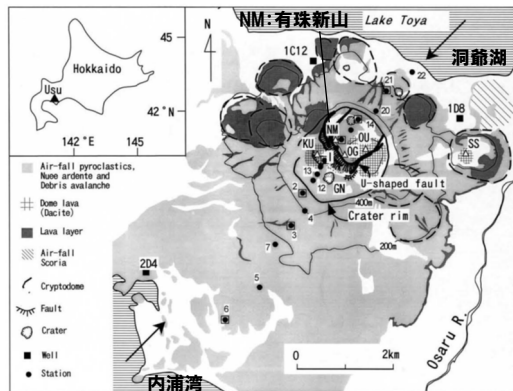 NM:有珠新山
N
Lake Toya
洞爺湖
45
Hokkaido
Usu
42°N
142°E
145
1C12
22
21
20
1D8
14
NM
OU
KU
OG
I
SS
13
12
GN
U-shaped fault
2
400m
Crater rim
4
3
200m
7
2D4
5
6
Osaru R.
内浦湾
0
2km
Air-fall pyroclastics,
Nuee ardente and
Debris avalanche
Dome lava
(Dacite)
Lava layer
Air-fall
Scoria
Cryptodome
Fault
Crater
Well
Station